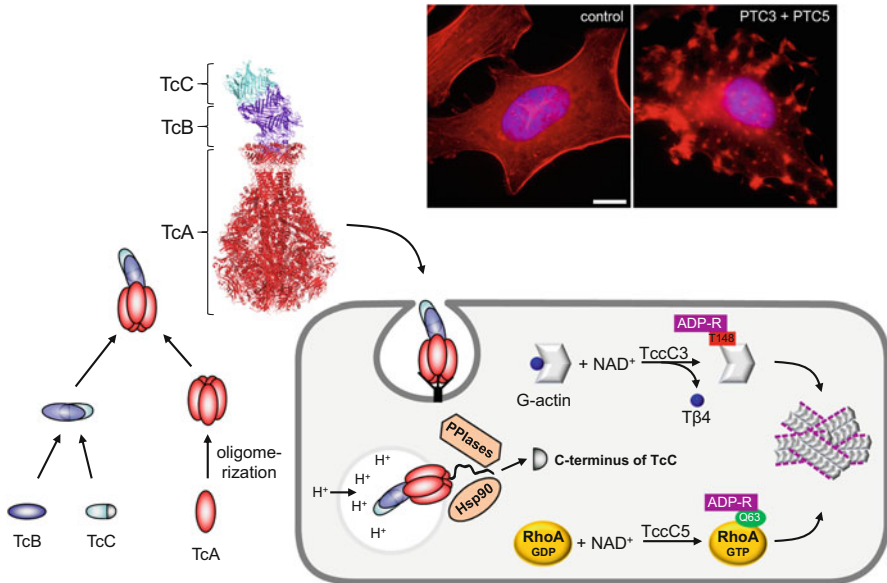 control
PTC3 + PTC5
TcC
TcB
TcA
oligome-
rization
TcB
TcC
TcA
ADP-R
T148
+ NAD⁺
TccC3
G-actin
Tβ4
H⁺
H⁺
H⁺
H⁺
H⁺
PPIases
Hsp90
C-terminus of TcC
ADP-R
Q63
RhoA
GDP
+ NAD⁺
TccC5
RhoA
GTP